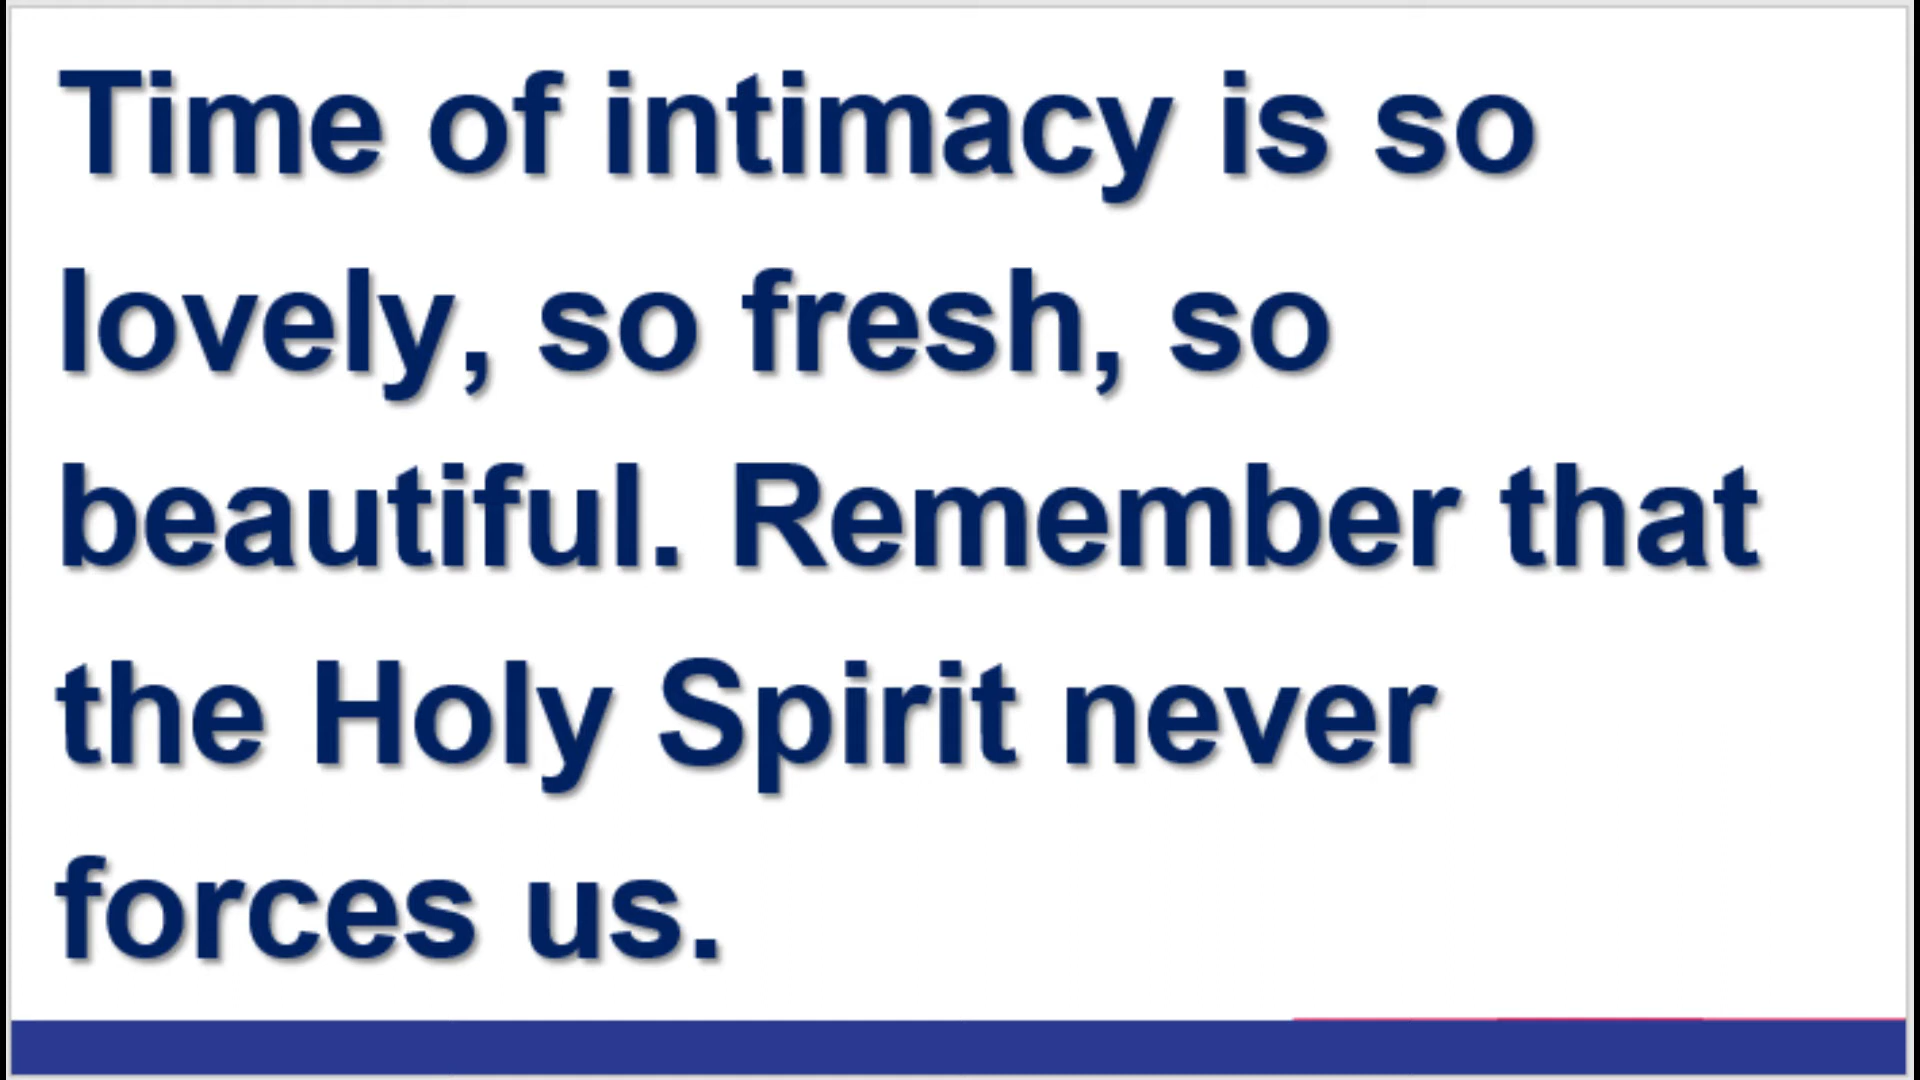 Time of intimacy is so
lovely, so fresh, so
beautiful. Remember that
the Holy Spirit never
forces us.